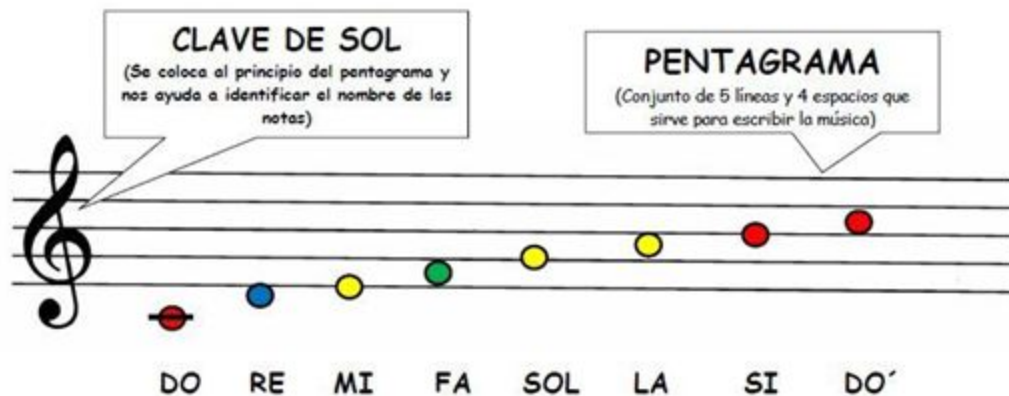 CLAVE DE SOL
(Se coloca al principio del pentagrama y
nos ayuda a identificar el nombre de las
notas)
PENTAGRAMA
(Conjunto de 5 líneas y 4 espacios que
sirve para escribir la música)
DO RE MI FA SOL LA SI DO´